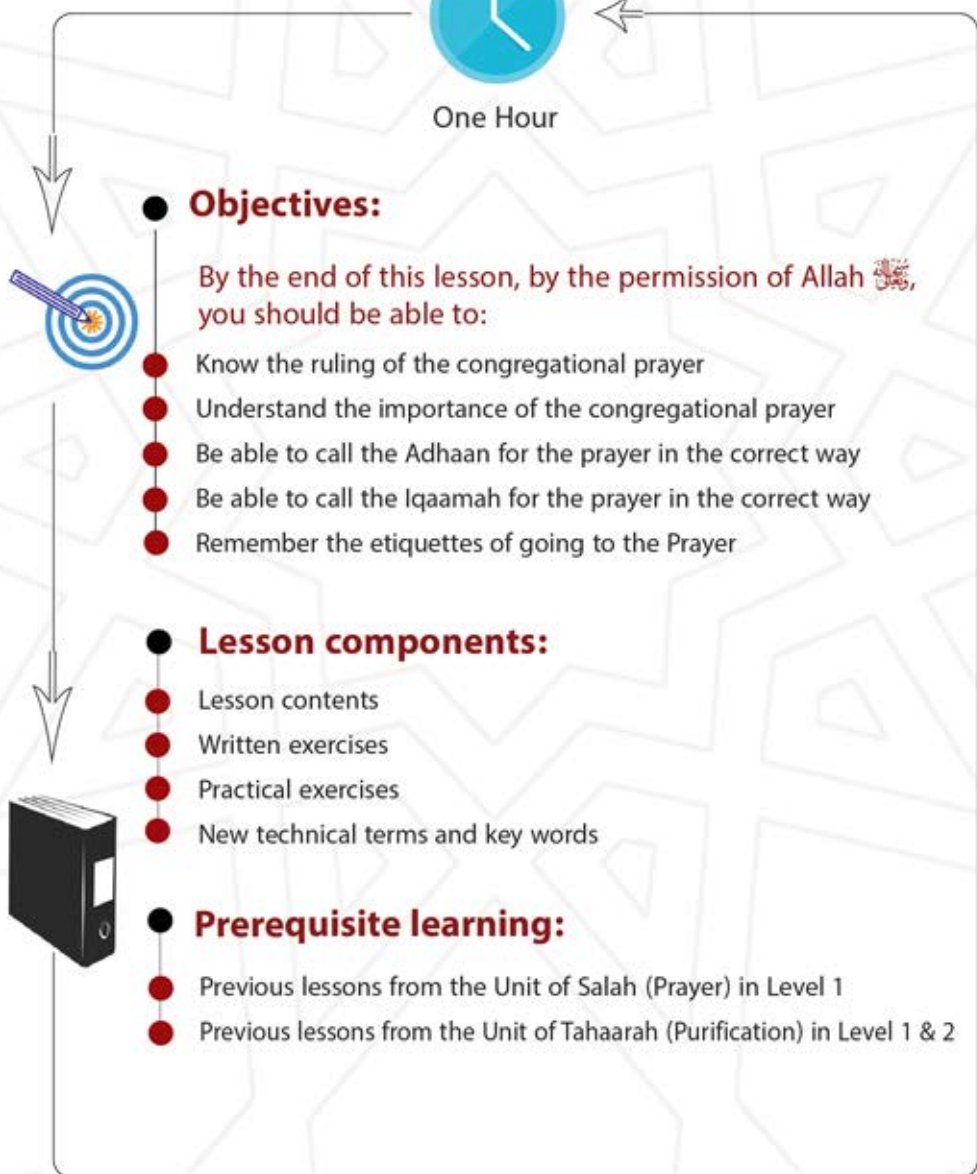 One Hour
Objectives:
By the end of this lesson, by the permission of Allah سبحانه وتعالى,
you should be able to:
Know the ruling of the congregational prayer
Understand the importance of the congregational prayer
Be able to call the Adhaan for the prayer in the correct way
Be able to call the Iqaamah for the prayer in the correct way
Remember the etiquettes of going to the Prayer
Lesson components:
Lesson contents
Written exercises
Practical exercises
New technical terms and key words
Prerequisite learning:
Previous lessons from the Unit of Salah (Prayer) in Level 1
Previous lessons from the Unit of Tahaarah (Purification) in Level 1 & 2